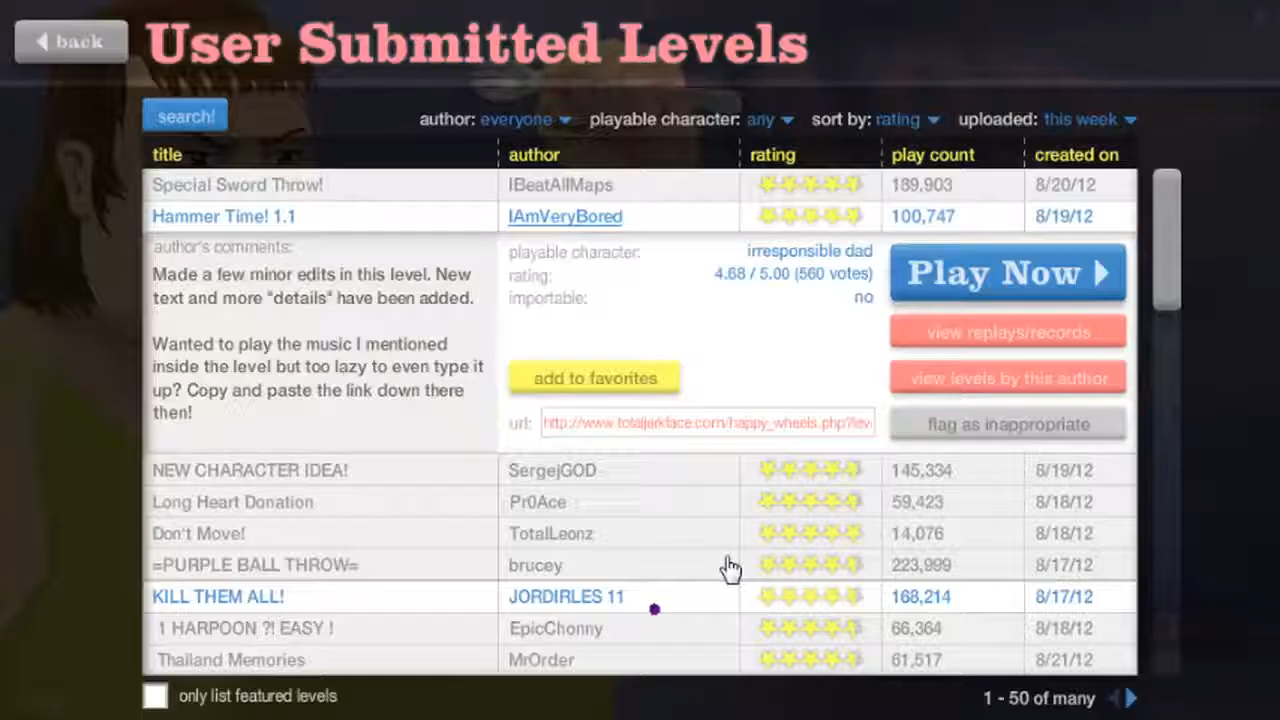 back
User Submitted Levels
search!
author: everyone playable character: any sort by: rating uploaded: this week
title author rating play count created on
Special Sword Throw! IBeatAllMaps 189,903 8/20/12
Hammer Time! 1.1 IAmVeryBored 100,747 8/19/12
author's comments:
Made a few minor edits in this level. New
text and more "details" have been added.
Wanted to play the music I mentioned
inside the level but too lazy to even type it
up? Copy and paste the link down there
then!
playable character: irresponsible dad
rating: 4.68 / 5.00 (560 votes)
importable: no
add to favorites
url: http://www.totaljerkface.com/happy_wheels.php?lev
Play Now
view replays/records
view levels by this author
flag as inappropriate
NEW CHARACTER IDEA! SergejGOD 145,334 8/19/12
Long Heart Donation Pr0Ace 59,423 8/18/12
Don't Move! TotalLeonz 14,076 8/18/12
=PURPLE BALL THROW= brucey 223,999 8/17/12
KILL THEM ALL! JORDIRLES 11 168,214 8/17/12
1 HARPOON ?! EASY ! EpicChonny 66,364 8/18/12
Thailand Memories MrOrder 61,517 8/21/12
only list featured levels
1 - 50 of many